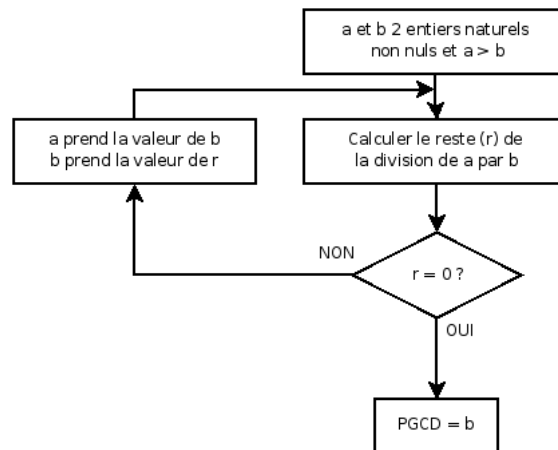 a et b 2 entiers naturels
non nuls et a > b
a prend la valeur de b
b prend la valeur de r
Calculer le reste (r) de
la division de a par b
NON
r = 0 ?
OUI
PGCD = b